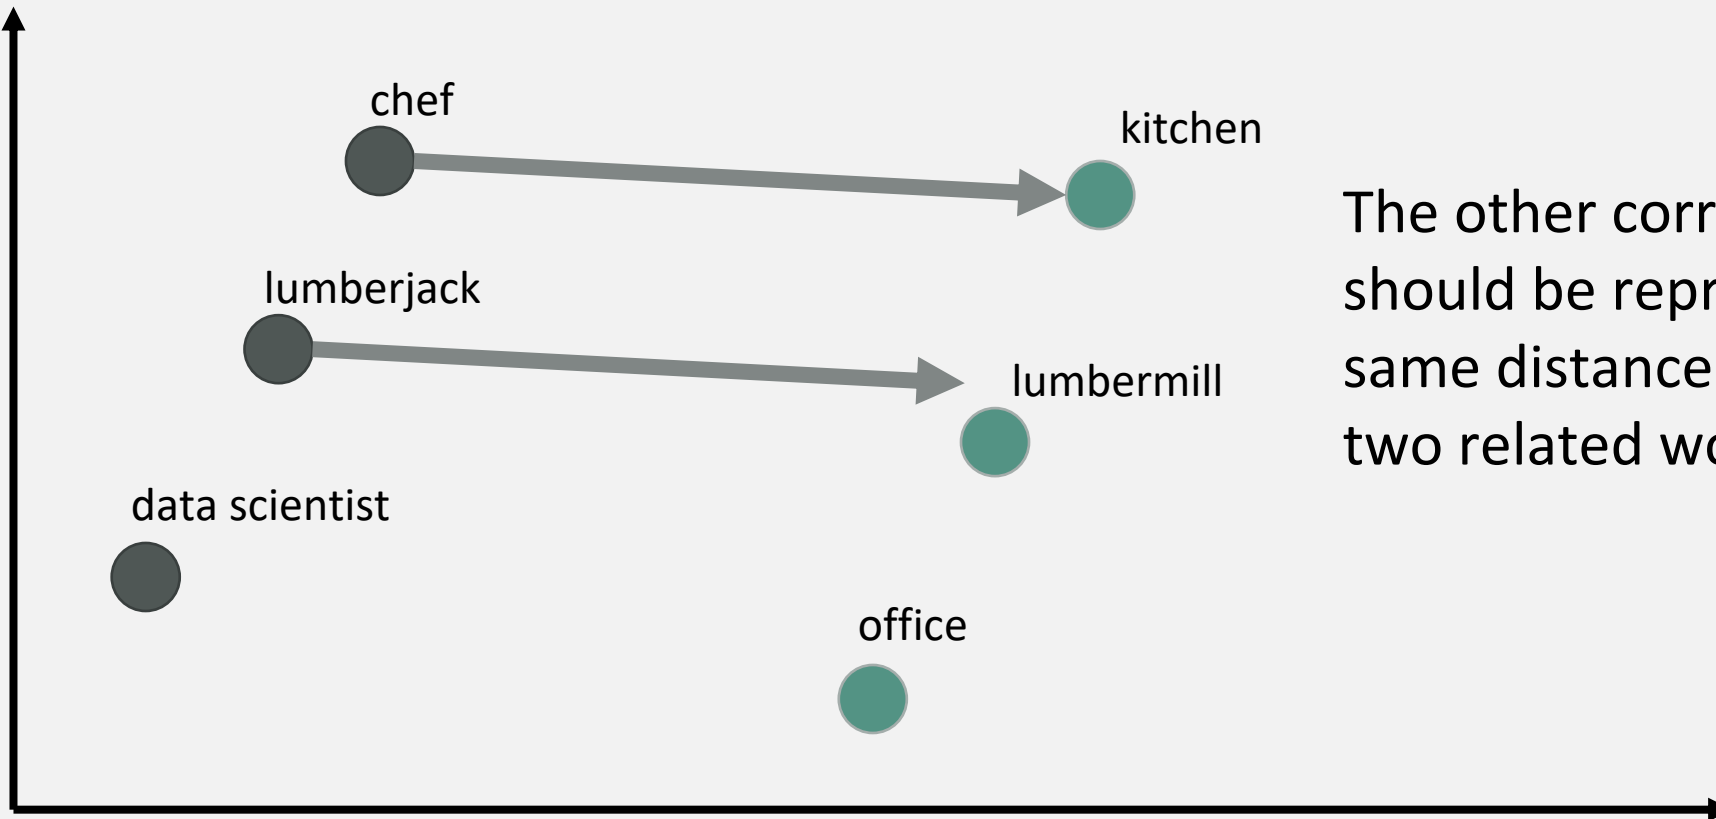 chef
kitchen
lumberjack
lumbermill
data scientist
office
The other corr
should be repr
same distance
two related wo